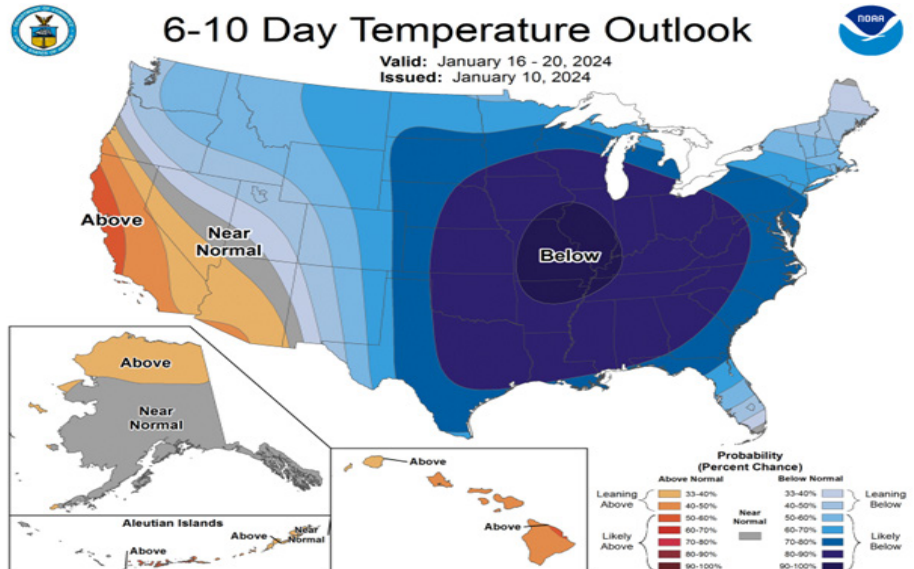 6-10 Day Temperature Outlook
Valid: January 16 - 20, 2024
Issued: January 10, 2024
NOAA
Above
Near
Normal
Below
Above
Near
Normal
Aleutian Islands
Above
Above
Near
Normal
Above
Above
Probability
(Percent Chance)
Above Normal
Below Normal
Leaning
Above
33-40%
40-50%
Likely
Above
50-60%
60-70%
70-80%
80-90%
90-100%
Near
Normal
33-40%
40-50%
Leaning
Below
50-60%
60-70%
70-80%
80-90%
90-100%
Likely
Below